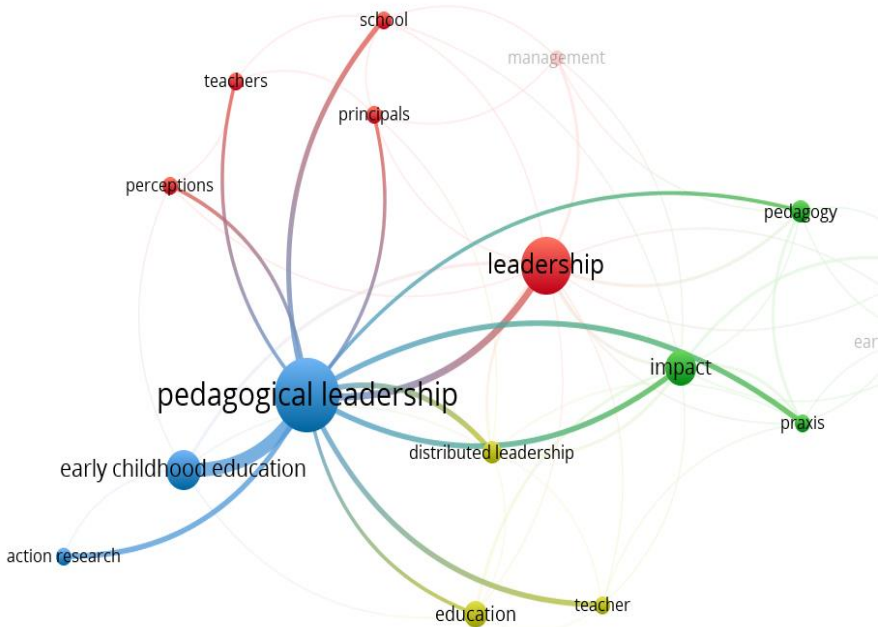 school
management
teachers
principals
perceptions
pedagogy
leadership
impact
pedagogical leadership
praxis
distributed leadership
early childhood education
action research
teacher
education
ear